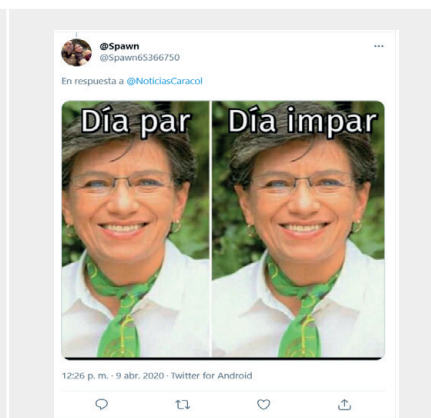 @Spawn
@Spawn65366750
En respuesta a @NoticiasCaracol
Día par
Día impar
12:26 p. m. · 9 abr. 2020 · Twitter for Android